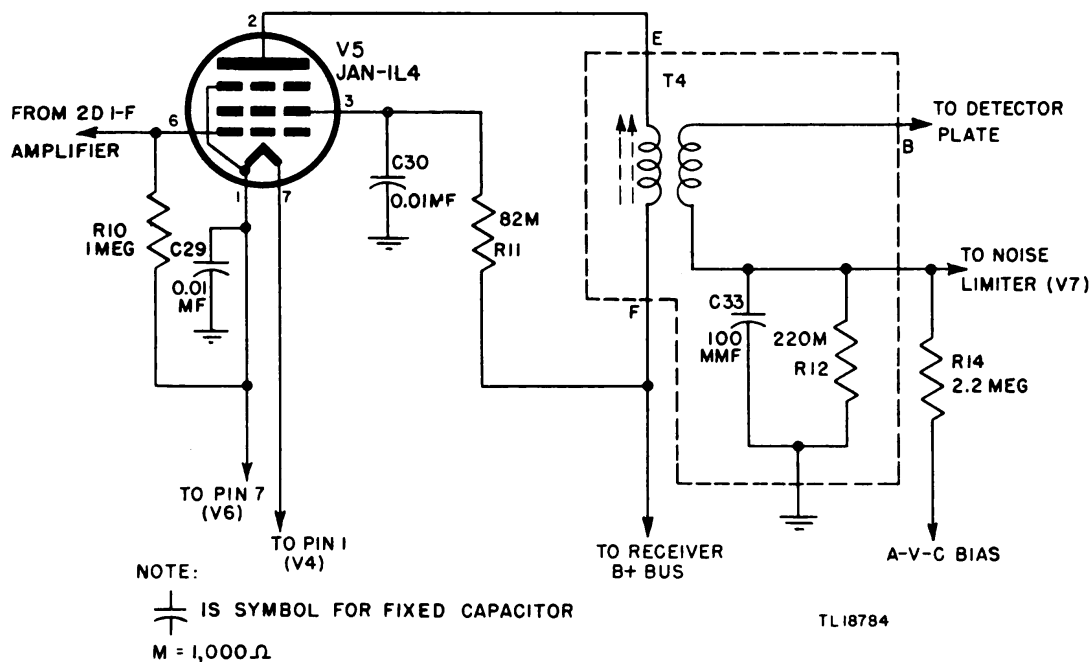 2
V5
JAN-1L4
E
T4
FROM 2D I-F
AMPLIFIER
6
3
TO DETECTOR
PLATE
B
C30
0.01MF
1
7
R10
1MEG
C29
0.01
MF
82M
R11
TO NOISE
LIMITER (V7)
F
C33
100
MMF
220M
R12
R14
2.2 MEG
TO PIN 7
(V6)
TO PIN 1
(V4)
TO RECEIVER
B+ BUS
A-V-C BIAS
NOTE:
IS SYMBOL FOR FIXED CAPACITOR
M = 1,000Ω
TL18784